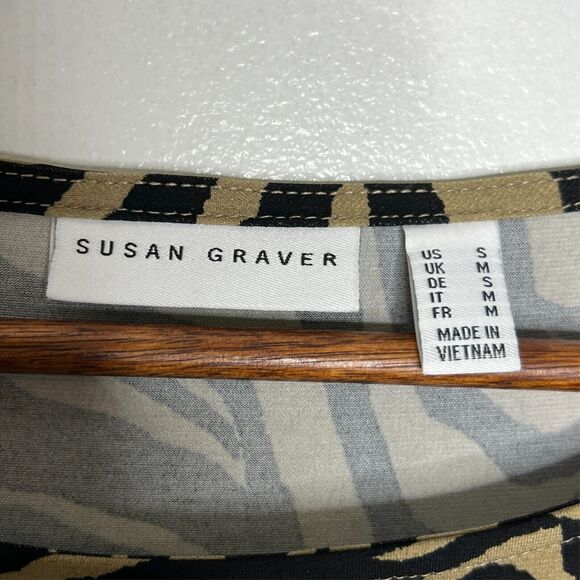 SUSAN GRAVER
US S
UK M
DE S
IT M
FR M
MADE IN
VIETNAM